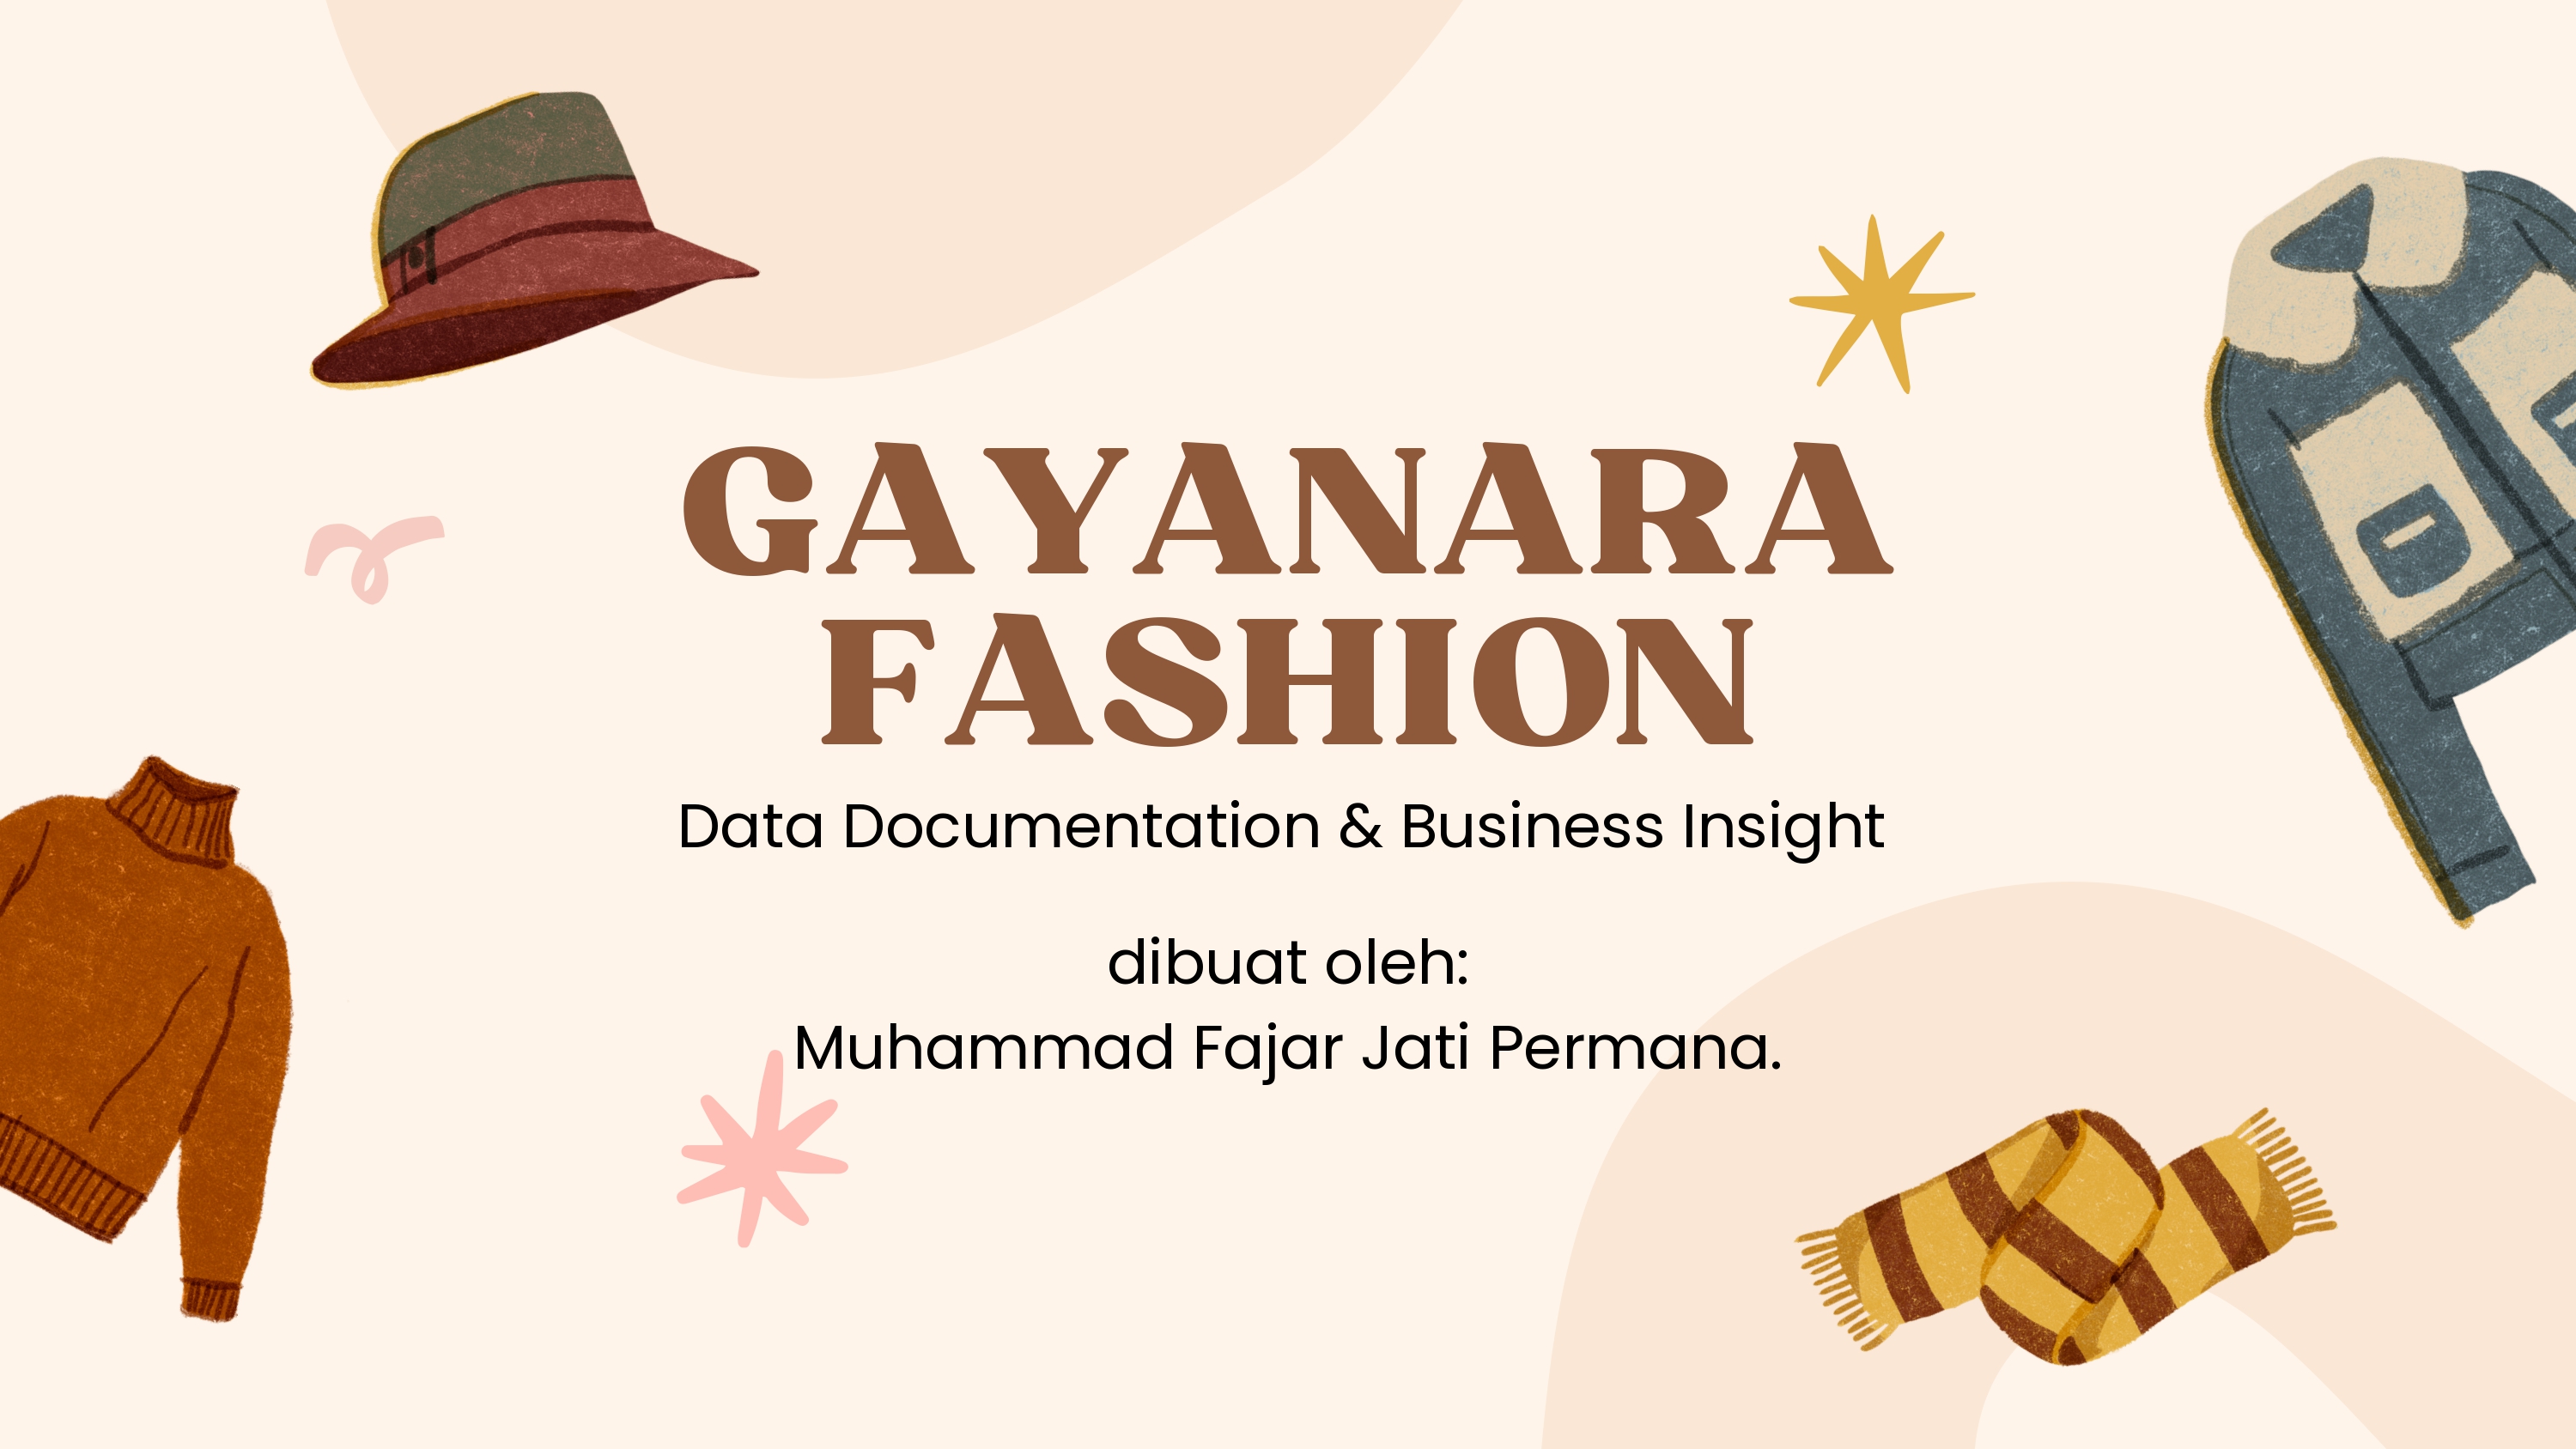 GAYANARA
FASHION
Data Documentation & Business Insight
dibuat oleh:
Muhammad Fajar Jati Permana.